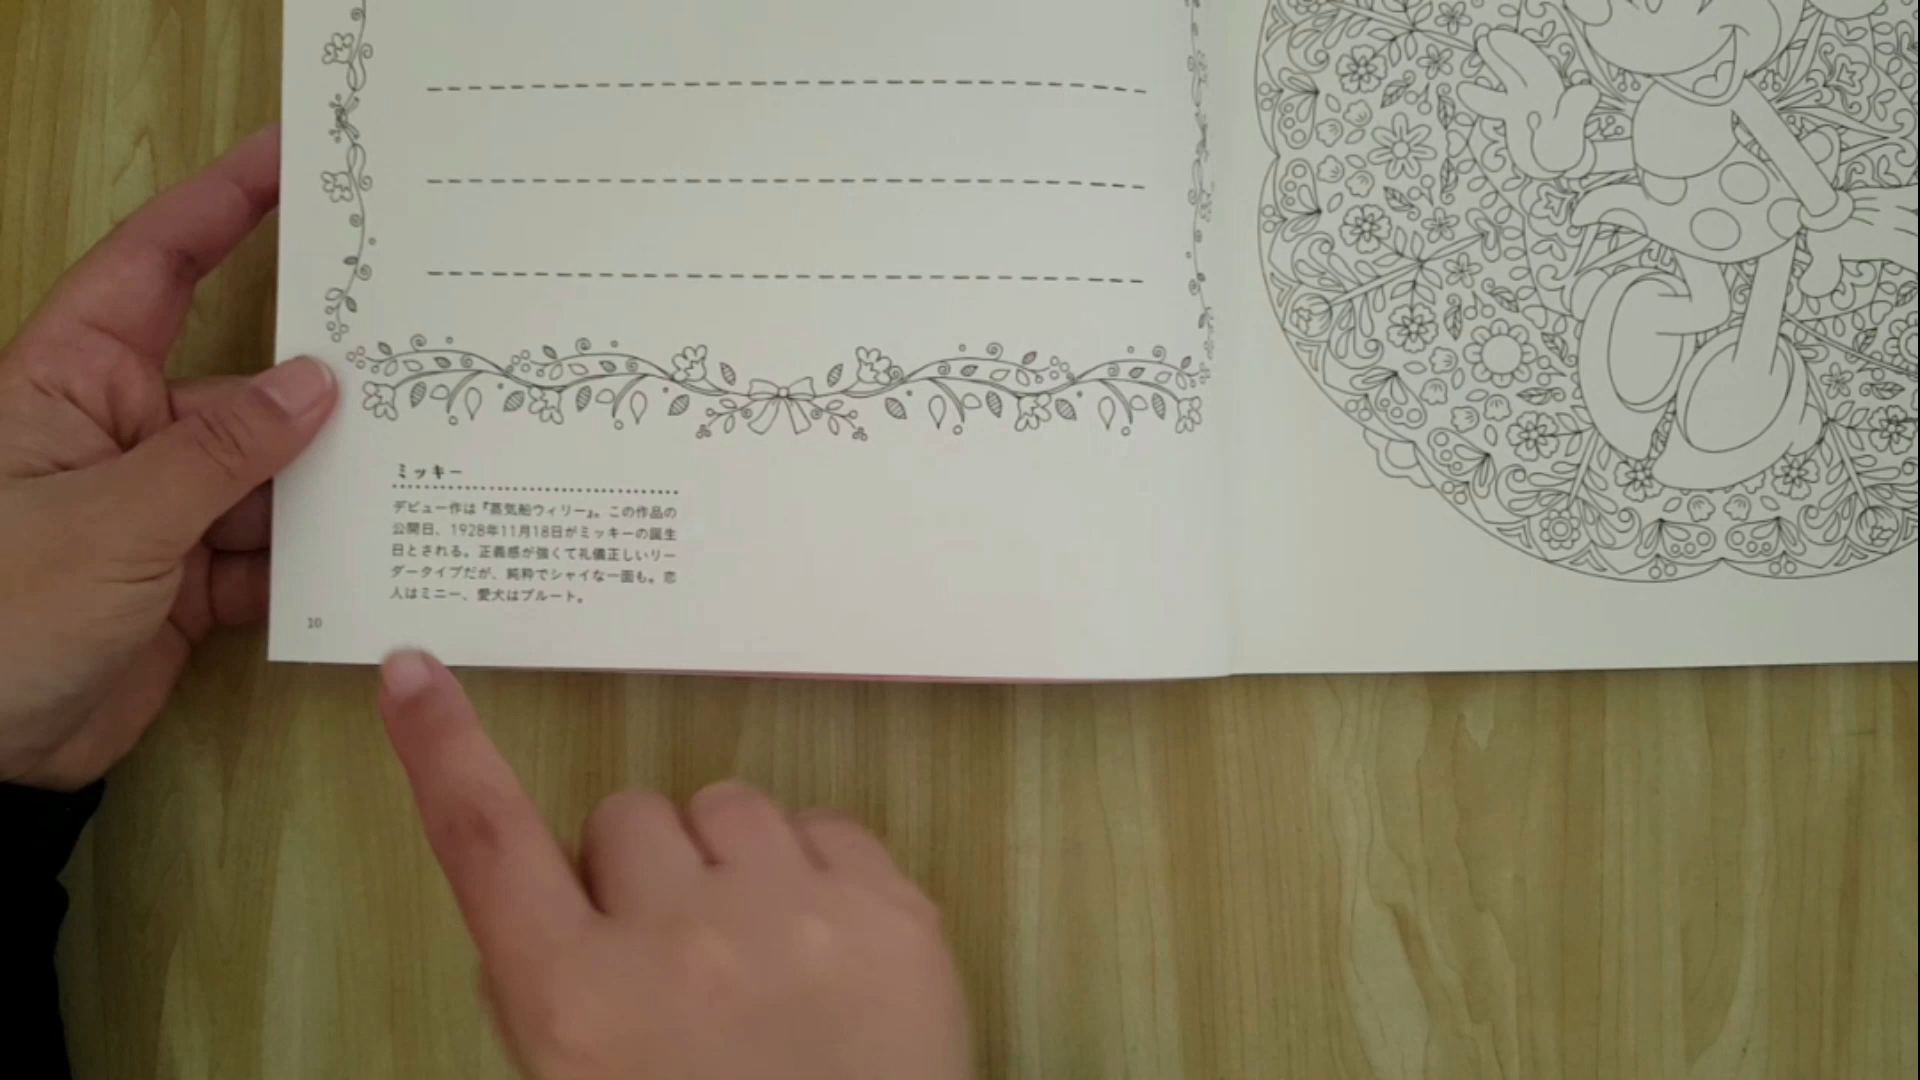 ミッキー
デビュー作は『蒸気船ウィリー』。この作品の
公開日、1928年11月18日がミッキーの誕生
日とされる。正義感が強くて礼儀正しいリー
ダータイプだが、純粋でシャイな一面も。恋
人はミニー、愛犬はプルート。
10